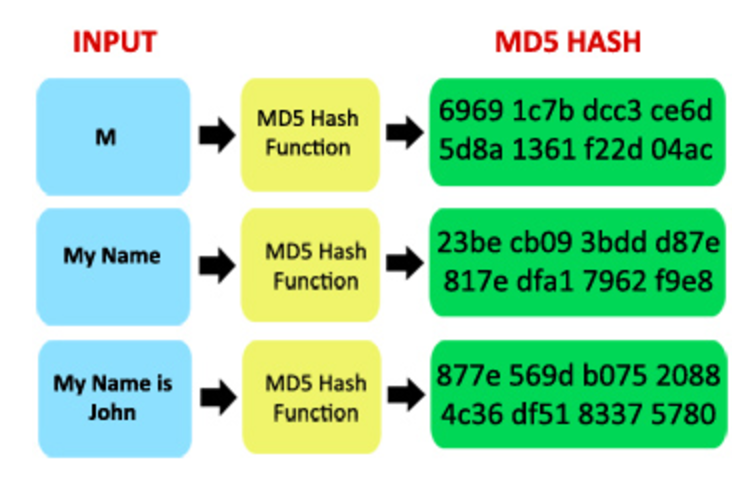 INPUT
MD5 HASH
M
MD5 Hash
Function
6969 1c7b dcc3 ce6d
5d8a 1361 f22d 04ac
My Name
MD5 Hash
Function
23be cb09 3bdd d87e
817e dfa1 7962 f9e8
My Name is
John
MD5 Hash
Function
877e 569d b075 2088
4c36 df51 8337 5780